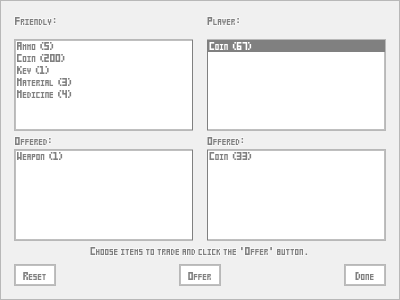 Friendly:
Ammo (5)
Coin (200)
Key (1)
Material (3)
Medicine (4)
Player:
Coin (67)
Offered:
Weapon (1)
Offered:
Coin (33)
Choose items to trade and click the 'Offer' button.
Reset
Offer
Done